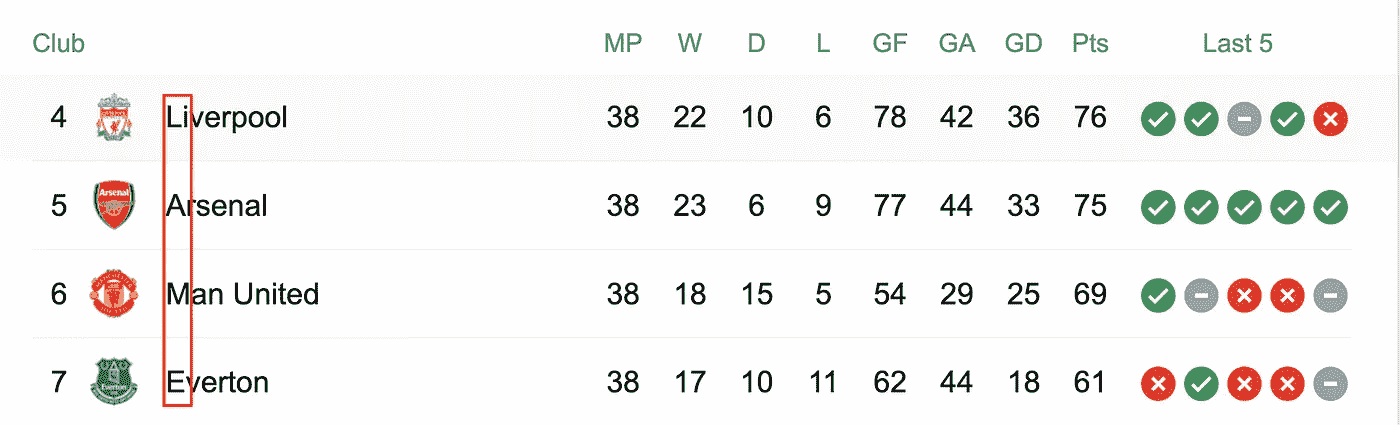 Club MP W D L GF GA GD Pts Last 5
4 Liverpool 38 22 10 6 78 42 36 76
5 Arsenal Arsenal 38 23 6 9 77 44 33 75
6 Man United 38 18 15 5 54 29 25 69
7 Everton Everton 38 17 10 11 62 44 18 61